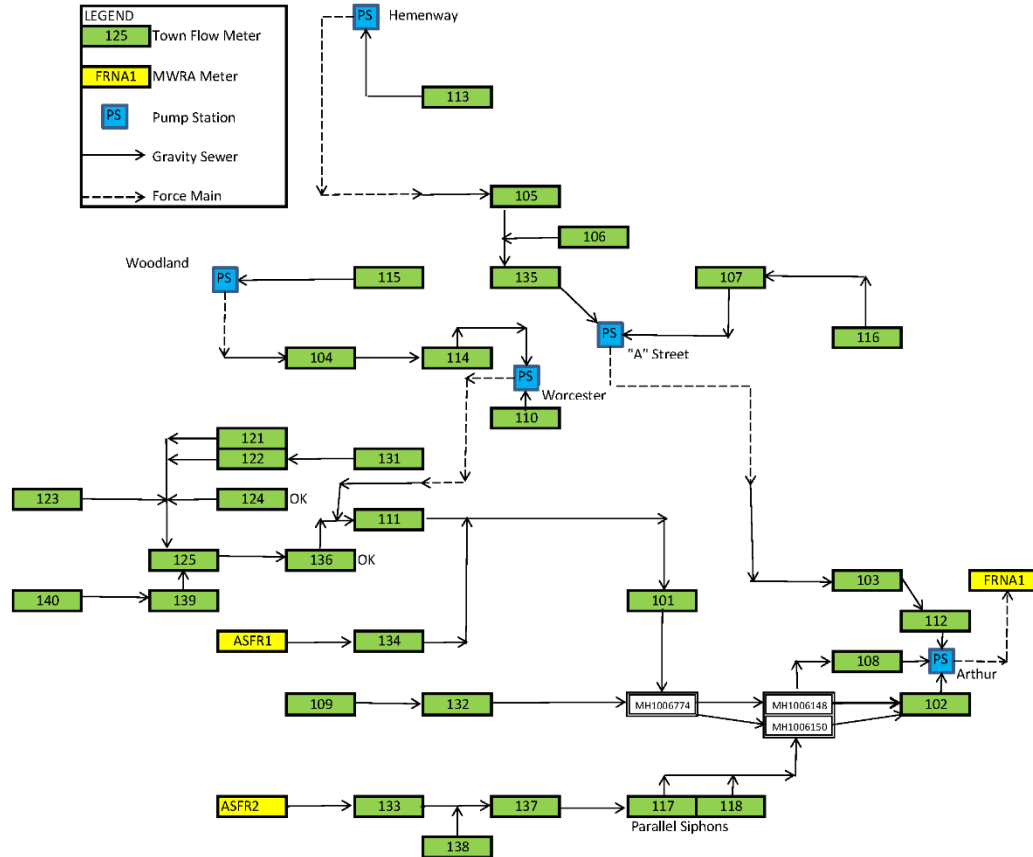 LEGEND
125 Town Flow Meter
FRNA1 MWRA Meter
PS Pump Station
Gravity Sewer
Force Main
PS Hemenway
113
105
106
Woodland
PS
115
135
107
PS
"A" Street
116
104
114
PS
Worcester
110
121
122
131
123
124 OK
111
125
136 OK
140
139
101
103
FRNA1
112
ASFR1
134
108
PS
Arthur
109
132
MH1006774
MH1006148
102
MH1006150
ASFR2
133
137
117
118
Parallel Siphons
138